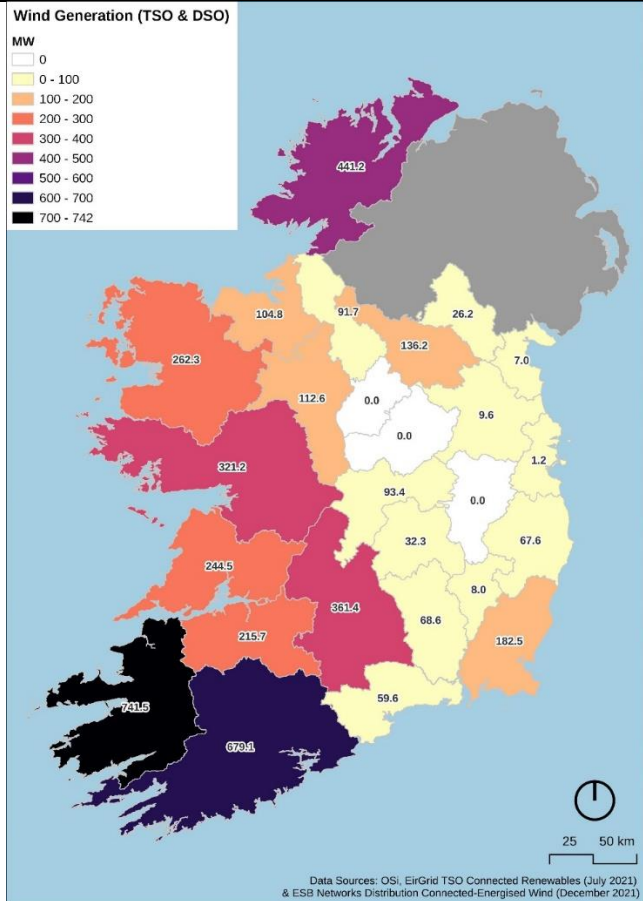 Wind Generation (TSO & DSO)
MW
0
0 - 100
100 - 200
200 - 300
300 - 400
400 - 500
500 - 600
600 - 700
700 - 742
441.2
104.8
91.7
26.2
136.2
7.0
262.3
112.6
0.0
9.6
0.0
1.2
321.2
93.4
0.0
32.3
67.6
244.5
8.0
361.4
68.6
182.5
215.7
59.6
741.5
679.1
25 50 km
Data Sources: OSi, EirGrid TSO Connected Renewables (July 2021)
& ESB Networks Distribution Connected-Energised Wind (December 2021)